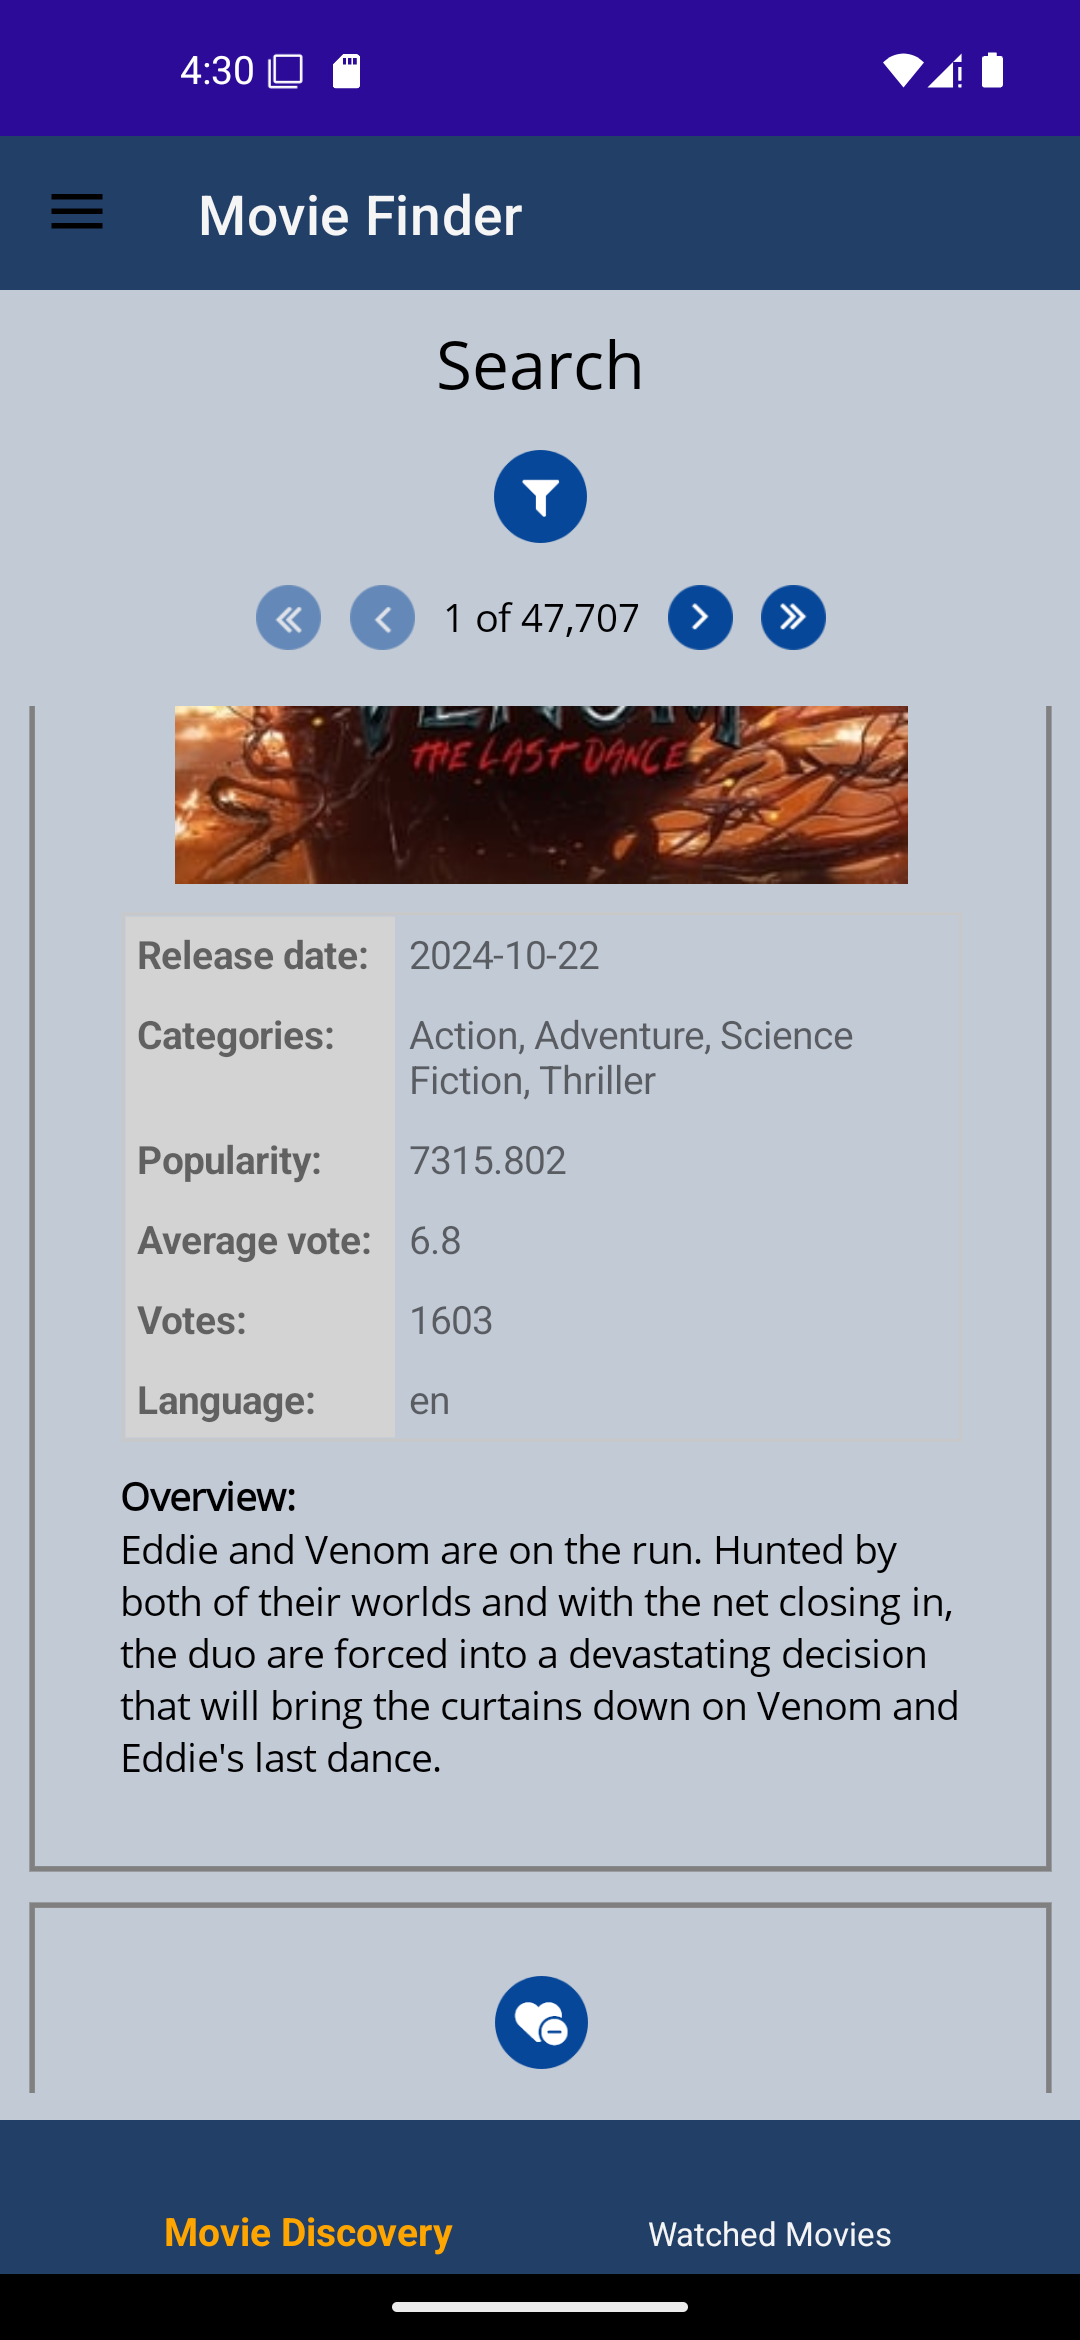 4:30
Movie Finder
Search
1 of 47,707
VENOM
THE LAST DANCE
Release date: 2024-10-22
Categories: Action, Adventure, Science
Fiction, Thriller
Popularity: 7315.802
Average vote: 6.8
Votes: 1603
Language: en
Overview:
Eddie and Venom are on the run. Hunted by
both of their worlds and with the net closing in,
the duo are forced into a devastating decision
that will bring the curtains down on Venom and
Eddie's last dance.
Movie Discovery
Watched Movies